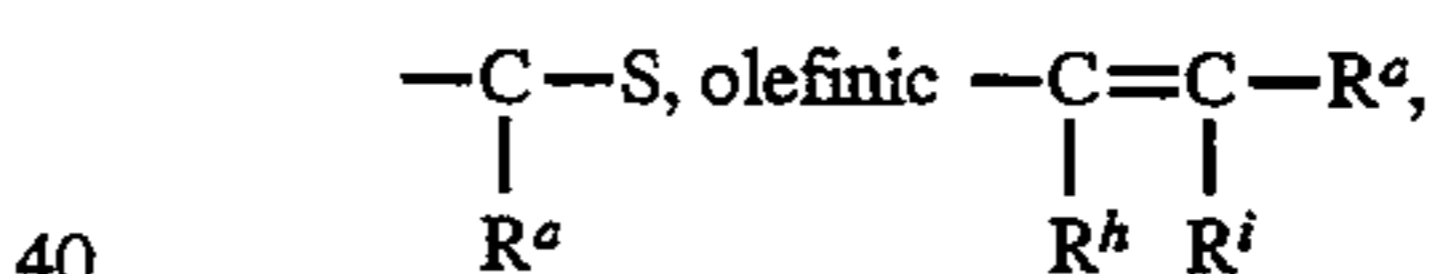 —C—S, olefinic —C=C—Rᵃ,
| | |
40 Rᵃ Rʰ Rⁱ